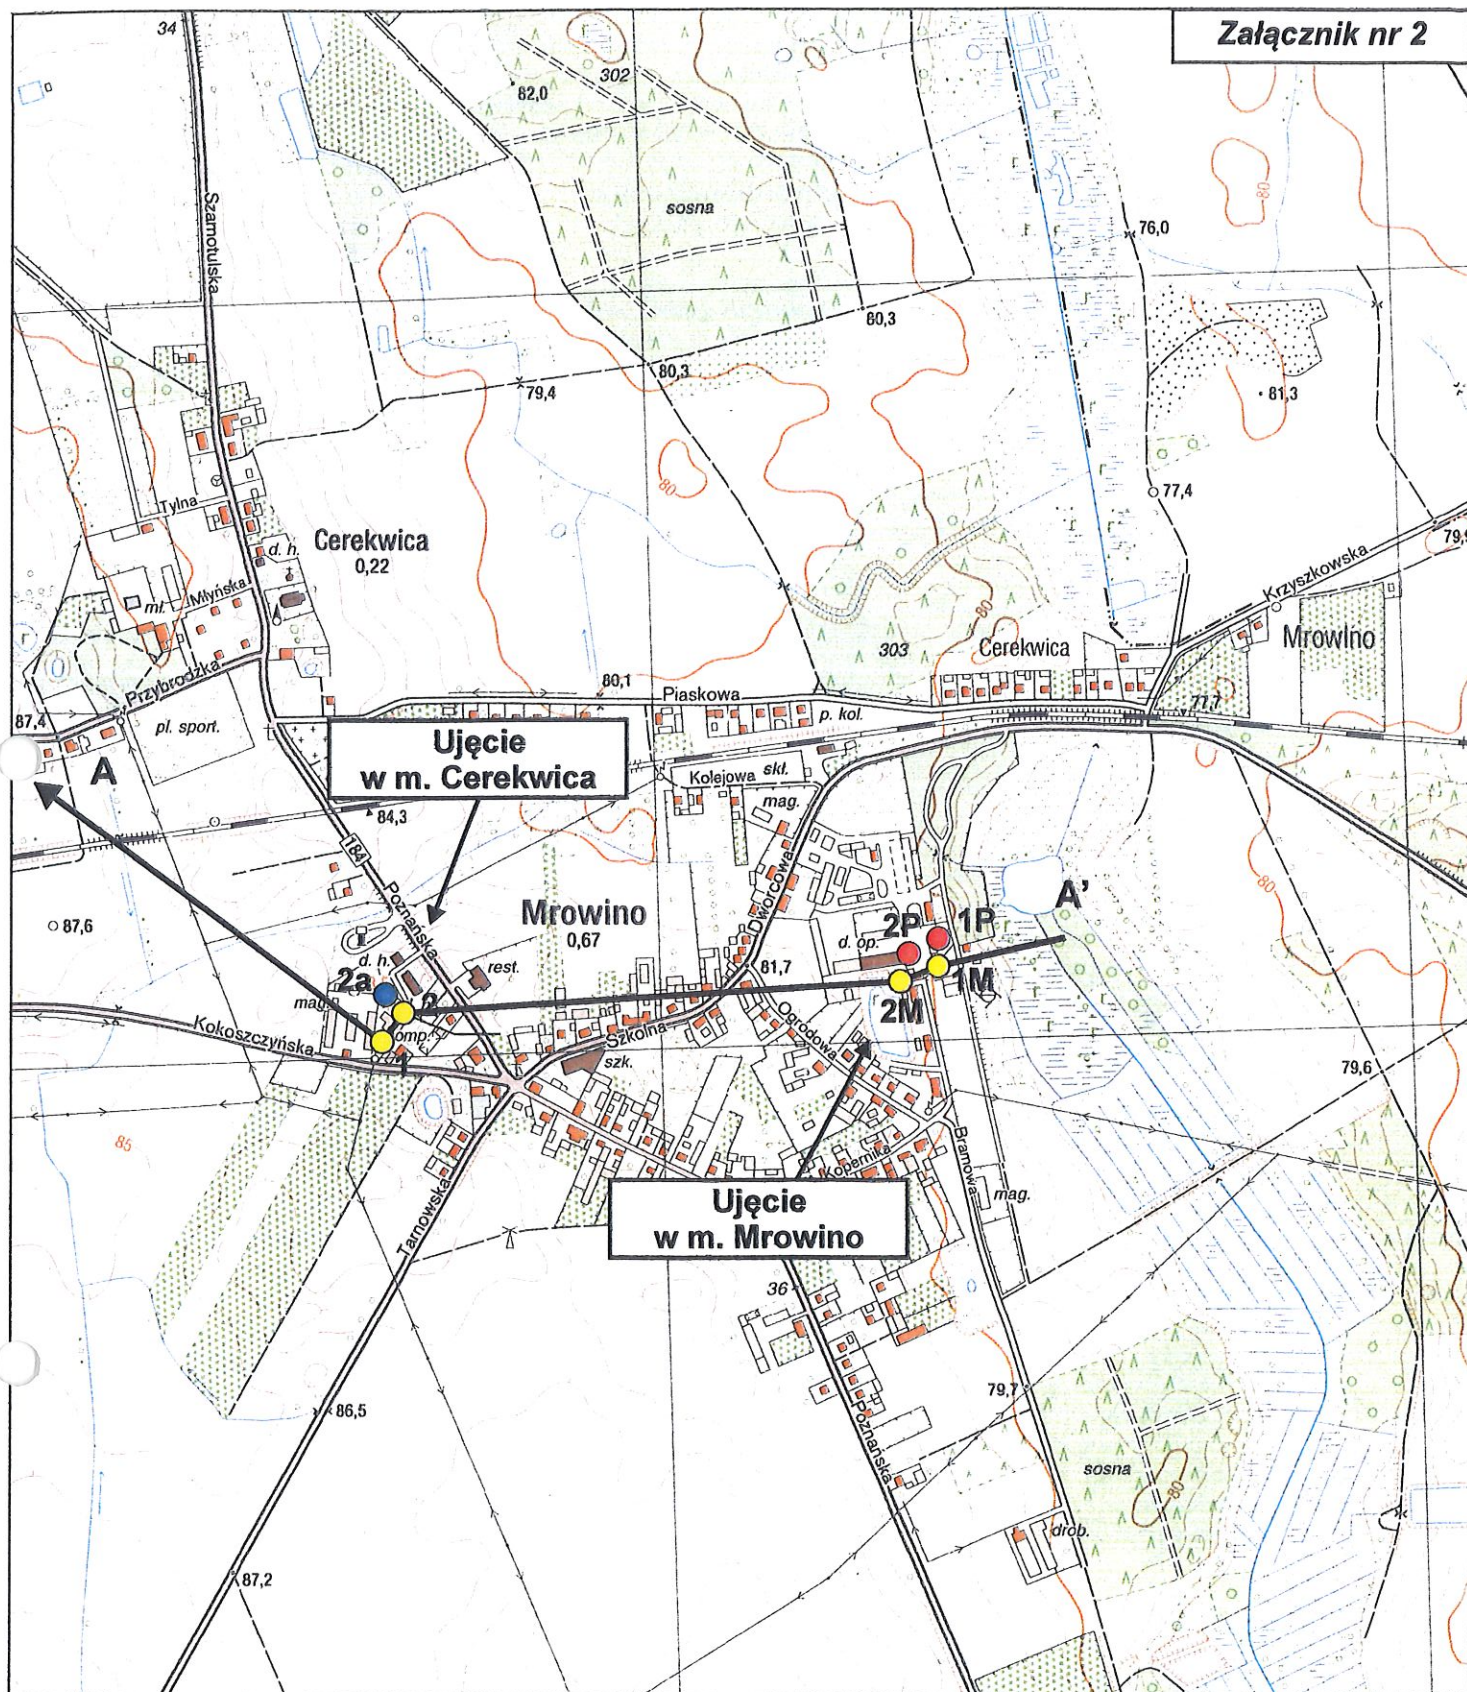 Załącznik nr 2
34
302
82,0
Szamotulska
sosna
80
76,0
80,3
80,3
79,4
81,3
80
77,4
Tylna
Cerekwica
0,22
d. h.
79,9
Krzyszkowska
mł.
Młyńska
80
303
Cerekwica
Mrowino
Przybrodzka
80,1
Piaskowa
77,7
87,4
pl. sport.
p. kol.
Ujęcie
w m. Cerekwica
A
Kolejowa
skł.
mag.
84,3
184
Dworcowa
80
Poznańska
Mrowino
0,67
A'
87,6
2P
1P
d. op.
d. h.
rest.
81,7
2a
2
1M
mag.
2M
Kokoszczyńska
omp.
1
Szkolna
Ogrodowa
szk.
79,6
85
Bramowa
Kopernika
mag.
Ujęcie
w m. Mrowino
Tarnowska
36
79,7
86,5
Poznańska
sosna
80
drob.
87,2
r